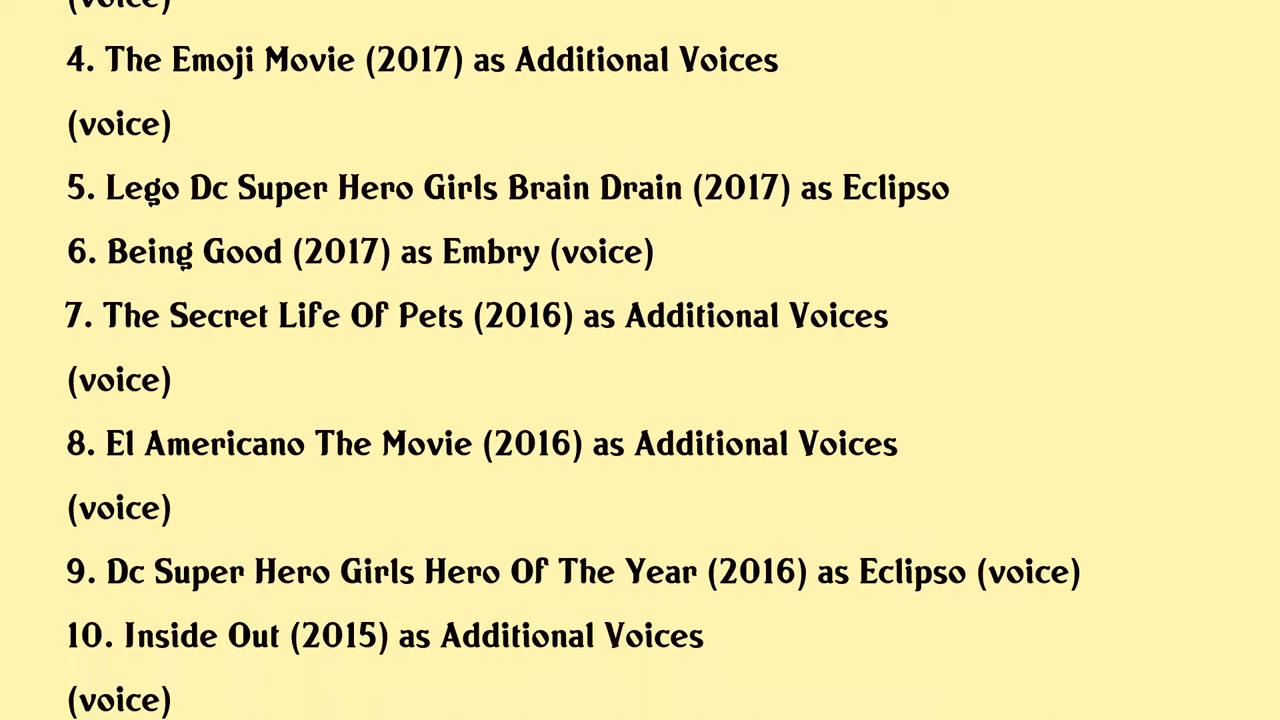 (voice)
4. The Emoji Movie (2017) as Additional Voices
(voice)
5. Lego Dc Super Hero Girls Brain Drain (2017) as Eclipso
6. Being Good (2017) as Embry (voice)
7. The Secret Life Of Pets (2016) as Additional Voices
(voice)
8. El Americano The Movie (2016) as Additional Voices
(voice)
9. Dc Super Hero Girls Hero Of The Year (2016) as Eclipso (voice)
10. Inside Out (2015) as Additional Voices
(voice)